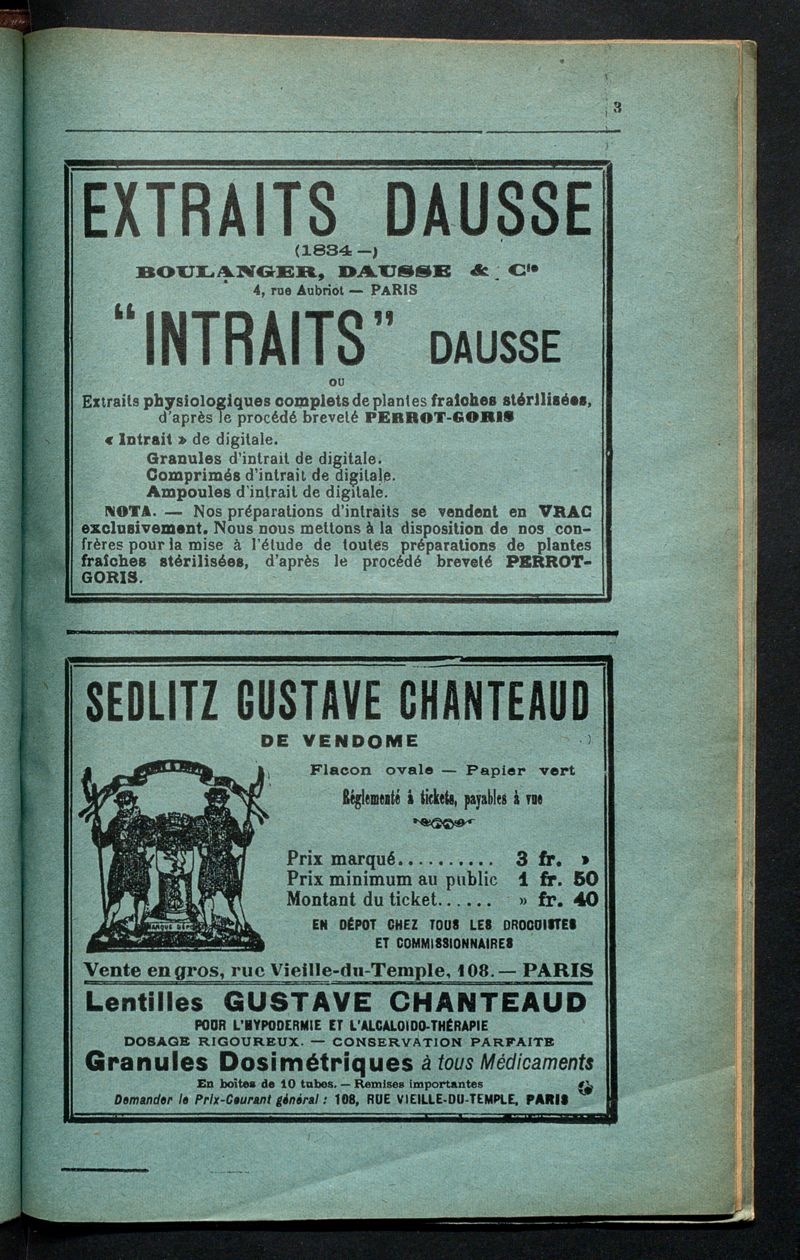 3
EXTRAITS DAUSSE
(1834 —)
BOULANGER, DAUSSE & Cie
4, rue Aubriot — PARIS
"INTRAITS" DAUSSE
OU
Extraits physiologiques complets de plantes fraîches stérilisées,
d'après le procédé breveté PERROT-GORIS
« Intrait » de digitale.
Granules d'intrait de digitale.
Comprimés d'intrait de digitale.
Ampoules d'intrait de digitale.
NOTA. — Nos préparations d'intraits se vendent en VRAC
exclusivement. Nous nous mettons à la disposition de nos con-
frères pour la mise à l'étude de toutes préparations de plantes
fraîches stérilisées, d'après le procédé breveté PERROT-
GORIS.
SEDLITZ GUSTAVE CHANTEAUD
DE VENDOME
Flacon ovale — Papier vert
Réglementé à tickets, payables à vue
Prix marqué.......... 3 fr. »
Prix minimum au public 1 fr. 50
Montant du ticket...... » fr. 40
EN DÉPOT CHEZ TOUS LES DROGUISTES
ET COMMISSIONNAIRES
MARQUE DÉPOSÉE
Vente en gros, rue Vieille-du-Temple, 108. — PARIS
Lentilles GUSTAVE CHANTEAUD
POUR L'HYPODERMIE ET L'ALCALOIDO-THÉRAPIE
DOSAGE RIGOUREUX. — CONSERVATION PARFAITE
Granules Dosimétriques à tous Médicaments
En boîtes de 10 tubes. — Remises importantes
Demander le Prix-Courant général : 108, RUE VIEILLE-DU-TEMPLE, PARIS